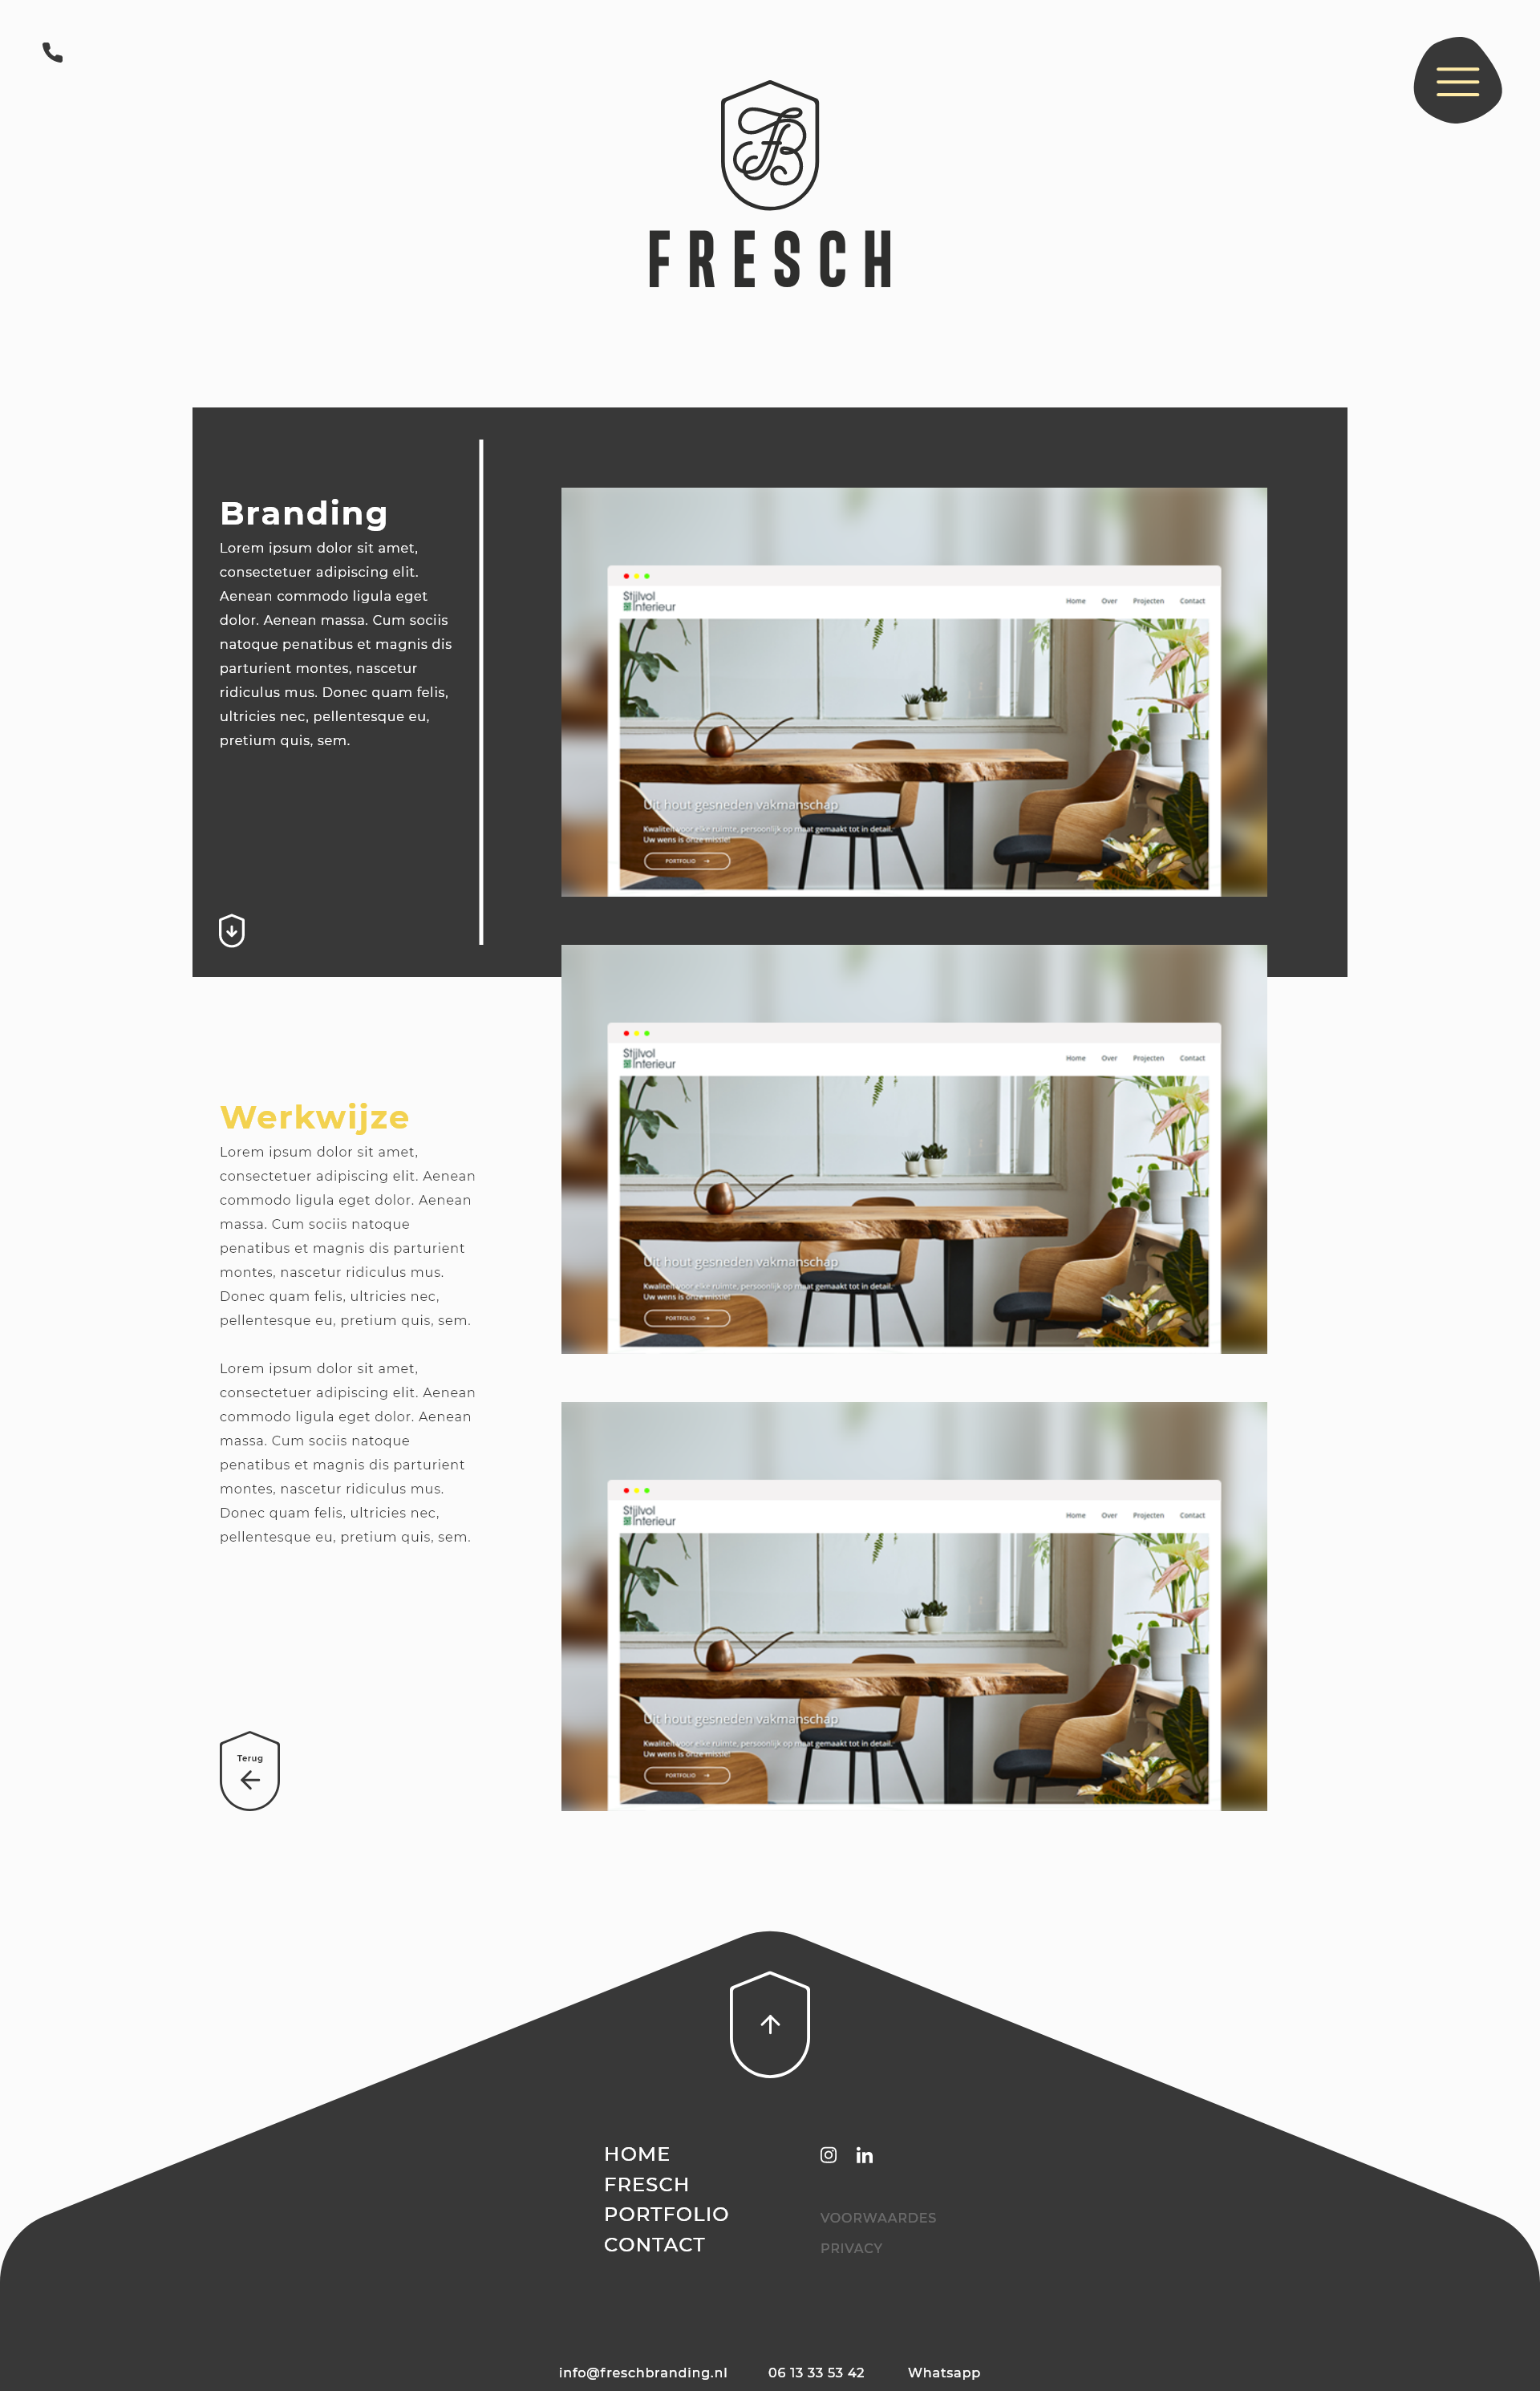 FB
FRESCH
Branding
Lorem ipsum dolor sit amet,
consectetuer adipiscing elit.
Aenean commodo ligula eget
dolor. Aenean massa. Cum sociis
natoque penatibus et magnis dis
parturient montes, nascetur
ridiculus mus. Donec quam felis,
ultricies nec, pellentesque eu,
pretium quis, sem.
Stijlvol
Interieur
Home Over Projecten Contact
Uit hout gesneden vakmanschap
Kwaliteit voor elke ruimte, persoonlijk op maat gemaakt tot in detail.
Uw wens is onze missie!
PORTFOLIO
Stijlvol
Interieur
Home Over Projecten Contact
Uit hout gesneden vakmanschap
Kwaliteit voor elke ruimte, persoonlijk op maat gemaakt tot in detail.
Uw wens is onze missie!
PORTFOLIO
Werkwijze
Lorem ipsum dolor sit amet,
consectetuer adipiscing elit. Aenean
commodo ligula eget dolor. Aenean
massa. Cum sociis natoque
penatibus et magnis dis parturient
montes, nascetur ridiculus mus.
Donec quam felis, ultricies nec,
pellentesque eu, pretium quis, sem.
Lorem ipsum dolor sit amet,
consectetuer adipiscing elit. Aenean
commodo ligula eget dolor. Aenean
massa. Cum sociis natoque
penatibus et magnis dis parturient
montes, nascetur ridiculus mus.
Donec quam felis, ultricies nec,
pellentesque eu, pretium quis, sem.
Stijlvol
Interieur
Home Over Projecten Contact
Uit hout gesneden vakmanschap
Kwaliteit voor elke ruimte, persoonlijk op maat gemaakt tot in detail.
Uw wens is onze missie!
PORTFOLIO
Terug
HOME
FRESCH
PORTFOLIO
CONTACT
VOORWAARDES
PRIVACY
info@freschbranding.nl 06 13 33 53 42 Whatsapp